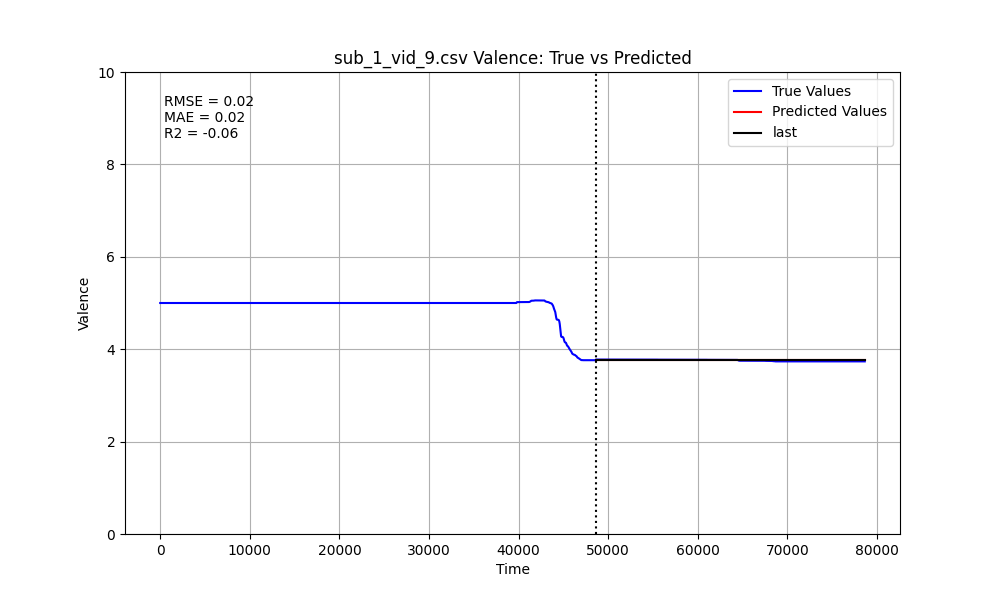 sub_1_vid_9.csv Valence: True vs Predicted
10
8
6
4
2
0
Valence
RMSE = 0.02
MAE = 0.02
R2 = -0.06
True Values
Predicted Values
last
0 10000 20000 30000 40000 50000 60000 70000 80000
Time